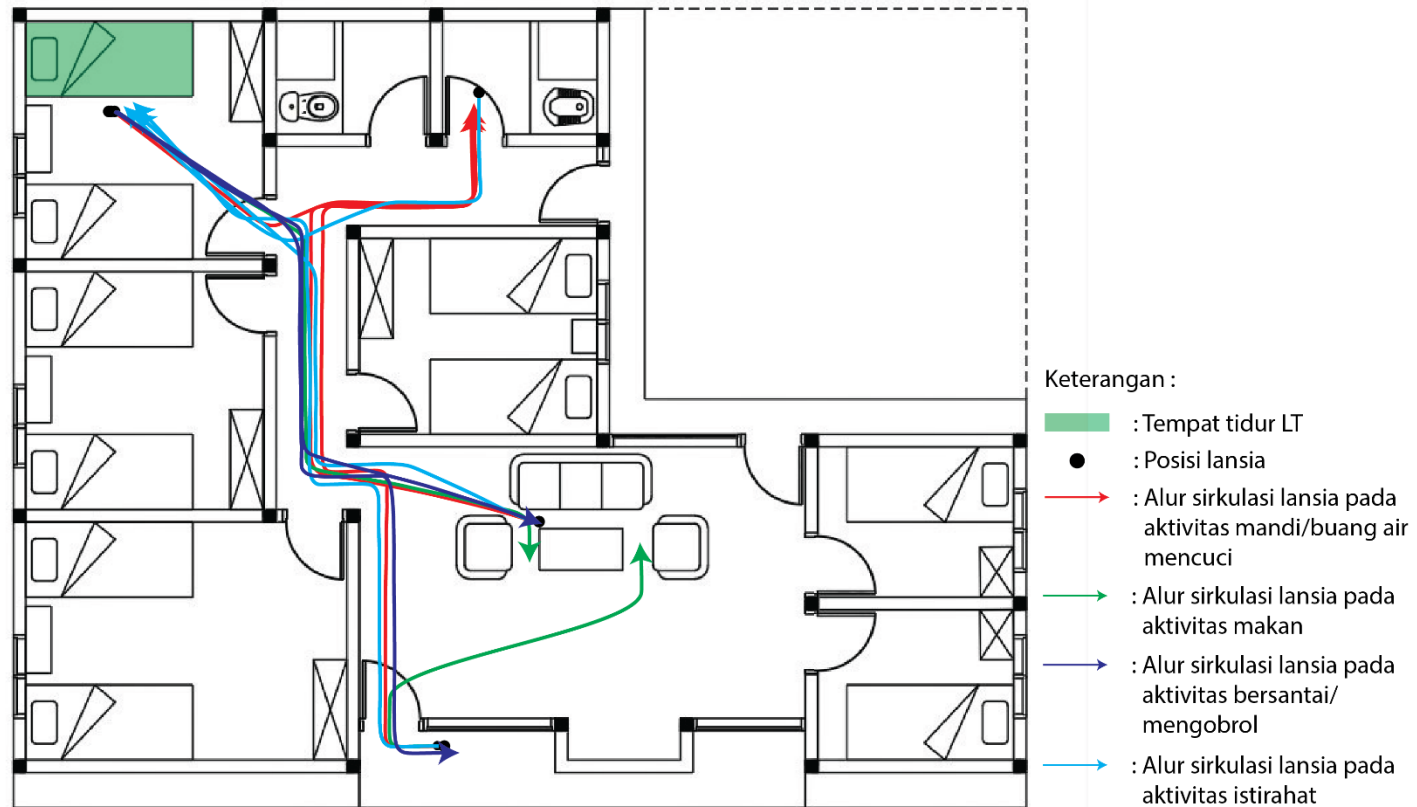 Keterangan :
: Tempat tidur LT
: Posisi lansia
: Alur sirkulasi lansia pada
aktivitas mandi/buang air
mencuci
: Alur sirkulasi lansia pada
aktivitas makan
: Alur sirkulasi lansia pada
aktivitas bersantai/
mengobrol
: Alur sirkulasi lansia pada
aktivitas istirahat